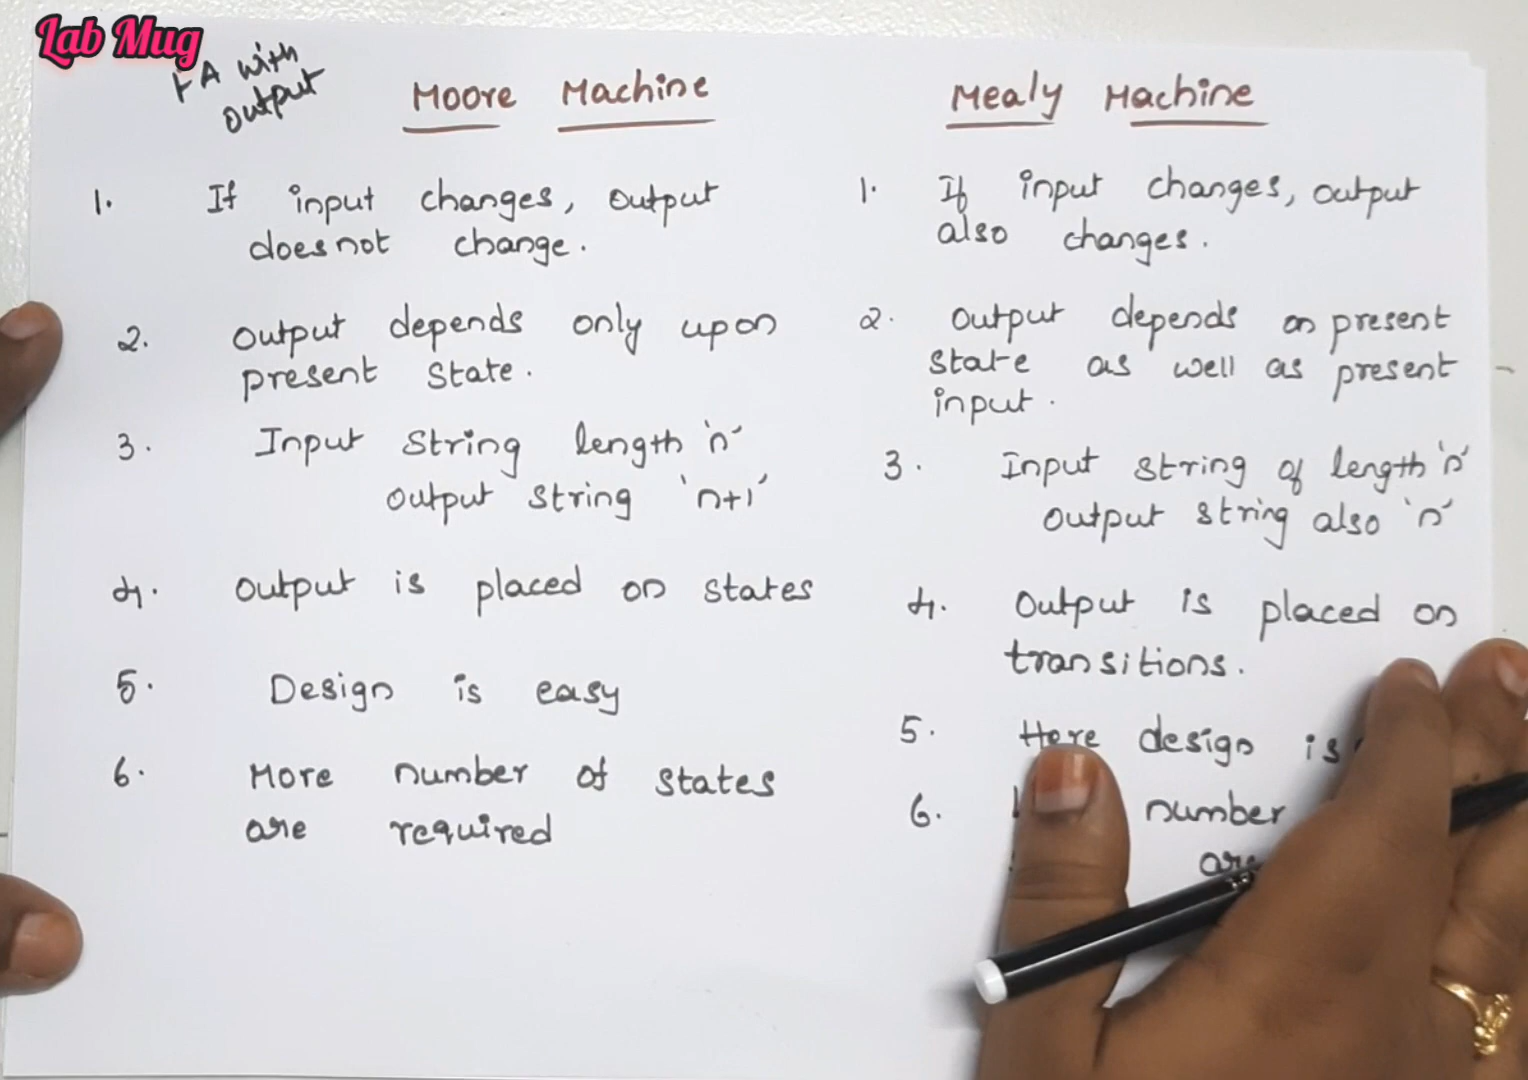 Lab Mug
FA with
output
Moore Machine
1. If input changes, output
does not change.
2. Output depends only upon
present state.
3. Input String length 'n'
output string 'n+1'
4. Output is placed on states
5. Design is easy
6. More number of states
are required
Mealy Machine
1. If input changes, output
also changes.
2. Output depends on present
state as well as present
input.
3. Input string of length 'n'
output string also 'n'
4. Output is placed on
transitions.
5. Here design is
6. number
are